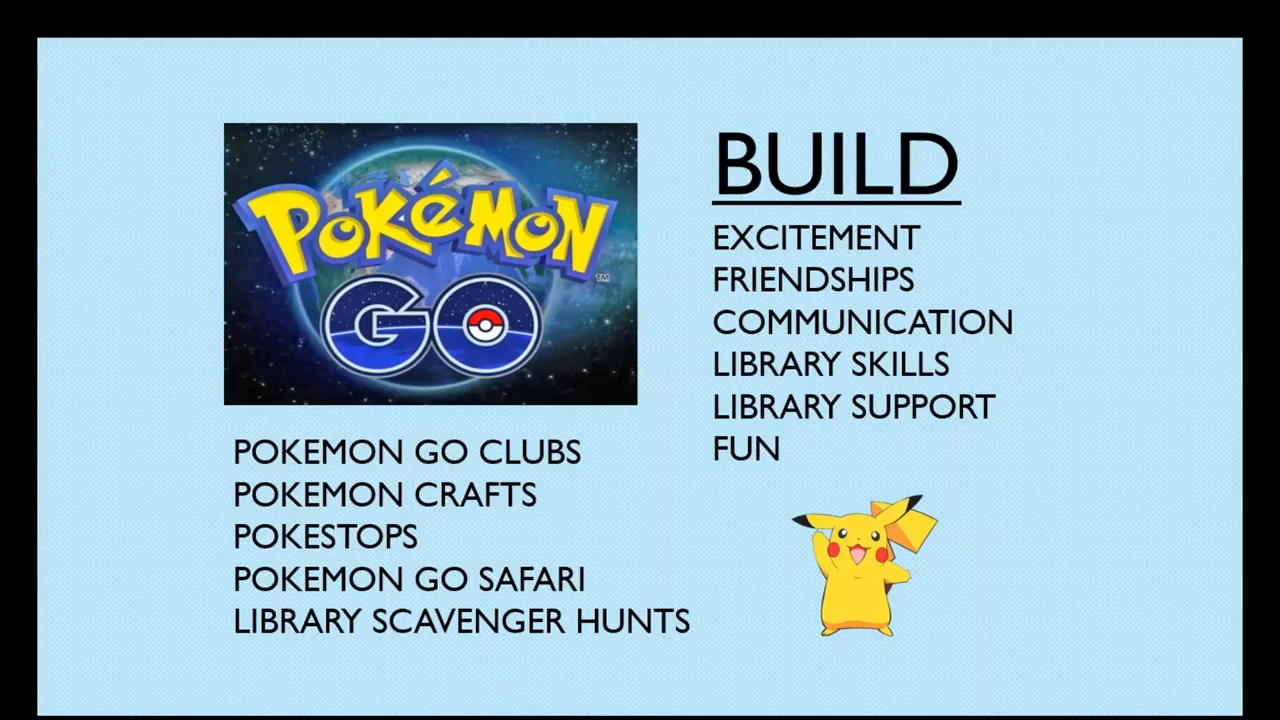 POKÉMON
TM
GO
POKEMON GO CLUBS
POKEMON CRAFTS
POKESTOPS
POKEMON GO SAFARI
LIBRARY SCAVENGER HUNTS
BUILD
EXCITEMENT
FRIENDSHIPS
COMMUNICATION
LIBRARY SKILLS
LIBRARY SUPPORT
FUN